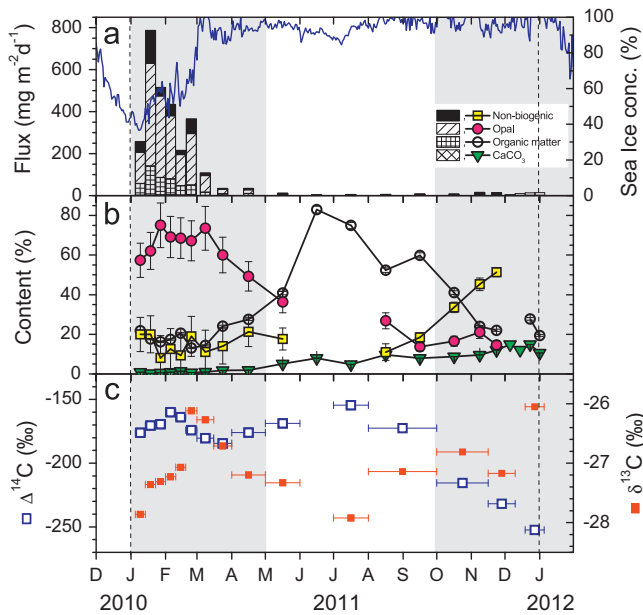 a
Flux (mg m⁻²d⁻¹)
800
600
400
200
0
Sea Ice conc. (%)
100
80
60
40
20
0
Non-biogenic
Opal
Organic matter
CaCO₃
b
Content (%)
80
60
40
20
0
c
Δ¹⁴C (‰)
-150
-200
-250
δ¹³C (‰)
-26
-27
-28
D J F M A M J J A S O N D J
2010 2011 2012